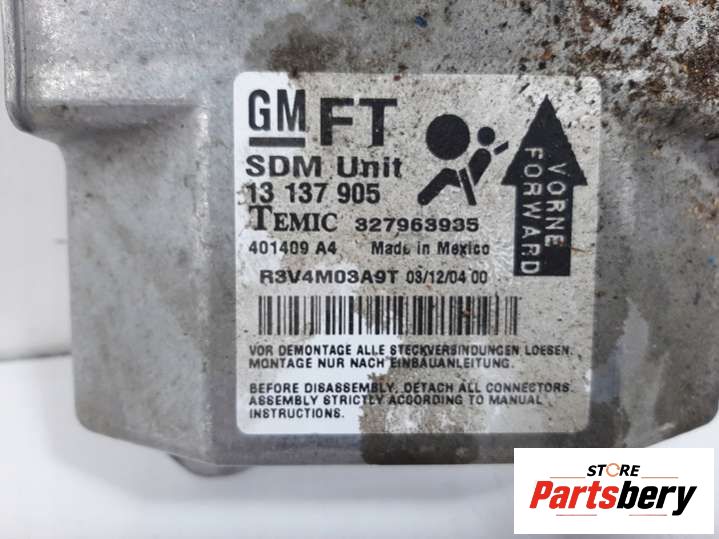 GM FT
SDM Unit
13 137 905
TEMIC 327963935
401409 A4 Made in Mexico
R3V4M03A9T 03/12/04 00
VORNE
FORWARD
VOR DEMONTAGE ALLE STECKVERBINDUNGEN LOESEN.
MONTAGE NUR NACH EINBAUANLEITUNG.
BEFORE DISASSEMBLY, DETACH ALL CONNECTORS.
ASSEMBLY STRICTLY ACCORDING TO MANUAL
INSTRUCTIONS.
STORE
Partsbery